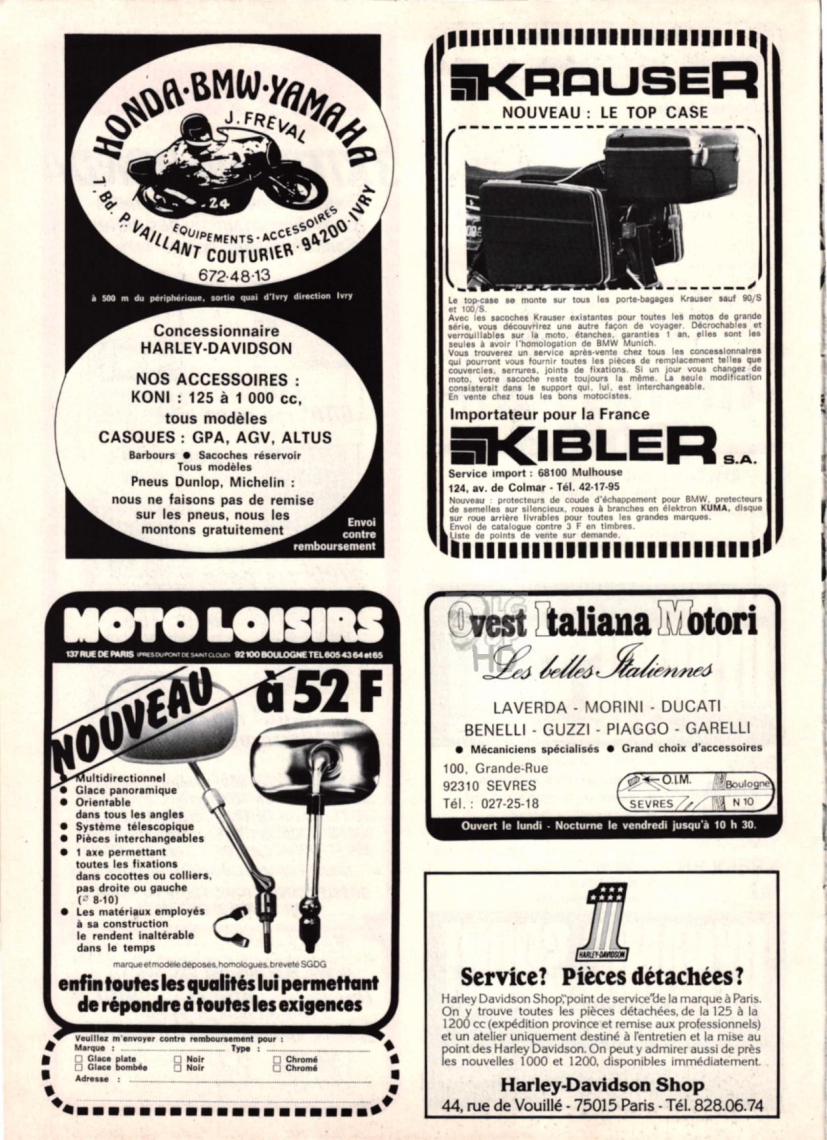 HONDA·BMW·YAMAHA
J. FREVAL
24
EQUIPEMENTS - ACCESSOIRES
7, Bd. P. VAILLANT COUTURIER · 94200 · IVRY
672·48·13
à 500 m du périphérique, sortie quai d'Ivry direction Ivry
Concessionnaire
HARLEY-DAVIDSON
NOS ACCESSOIRES :
KONI : 125 à 1 000 cc,
tous modèles
CASQUES : GPA, AGV, ALTUS
Barbours ● Sacoches réservoir
Tous modèles
Pneus Dunlop, Michelin :
nous ne faisons pas de remise
sur les pneus, nous les
montons gratuitement
Envoi
contre
remboursement
KRAUSER
NOUVEAU : LE TOP CASE
Le top-case se monte sur tous les porte-bagages Krauser sauf 90/S
et 100/S.
Avec les sacoches Krauser existantes pour toutes les motos de grande
série, vous découvrirez une autre façon de voyager. Décrochables et
verrouillables sur la moto, étanches, garanties 1 an, elles sont les
seules à avoir l'homologation de BMW Munich.
Vous trouverez un service après-vente chez tous les concessionnaires
qui pourront vous fournir toutes les pièces de remplacement telles que
couvercles, serrures, joints de fixations. Si un jour vous changez de
moto, votre sacoche reste toujours la même. La seule modification
consisterait dans le support qui, lui, est interchangeable.
En vente chez tous les bons motocistes.
Importateur pour la France
KIBLER S.A.
Service import : 68100 Mulhouse
124, av. de Colmar - Tél. 42-17-95
Nouveau : protecteurs de coude d'échappement pour BMW, pretecteurs
de semelles sur silencieux, roues à branches en élektron KUMA, disque
sur roue arrière livrables pour toutes les grandes marques.
Envoi de catalogue contre 3 F en timbres.
Liste de points de vente sur demande.
MOTO LOISIRS
137 RUE DE PARIS (PRES DU PONT DE SAINT CLOUD) 92100 BOULOGNE TEL 605 43 64 et 65
NOUVEAU
à 52 F
● Multidirectionnel
● Glace panoramique
● Orientable
dans tous les angles
● Système télescopique
● Pièces interchangeables
● 1 axe permettant
toutes les fixations
dans cocottes ou colliers,
pas droite ou gauche
(∅ 8-10)
● Les matériaux employés
à sa construction
le rendent inaltérable
dans le temps
marque et modèle déposés, homologués, breveté SGDG
enfin toutes les qualités lui permettant
de répondre à toutes les exigences
Veuillez m'envoyer contre remboursement pour :
Marque : Type :
□ Glace plate □ Noir □ Chromé
□ Glace bombée □ Noir □ Chromé
Adresse :
Ovest Italiana Motori
Les belles Italiennes
LAVERDA - MORINI - DUCATI
BENELLI - GUZZI - PIAGGO - GARELLI
● Mécaniciens spécialisés ● Grand choix d'accessoires
100, Grande-Rue
92310 SEVRES
Tél. : 027-25-18
O.I.M.
Boulogne
SEVRES
N 10
Ouvert le lundi - Nocturne le vendredi jusqu'à 10 h 30.
1
HARLEY-DAVIDSON
Service? Pièces détachées?
Harley Davidson Shop, "point de service" de la marque à Paris.
On y trouve toutes les pièces détachées, de la 125 à la
1200 cc (expédition province et remise aux professionnels)
et un atelier uniquement destiné à l'entretien et la mise au
point des Harley Davidson. On peut y admirer aussi de près
les nouvelles 1000 et 1200, disponibles immédiatement.
Harley-Davidson Shop
44, rue de Vouillé - 75015 Paris - Tél. 828.06.74